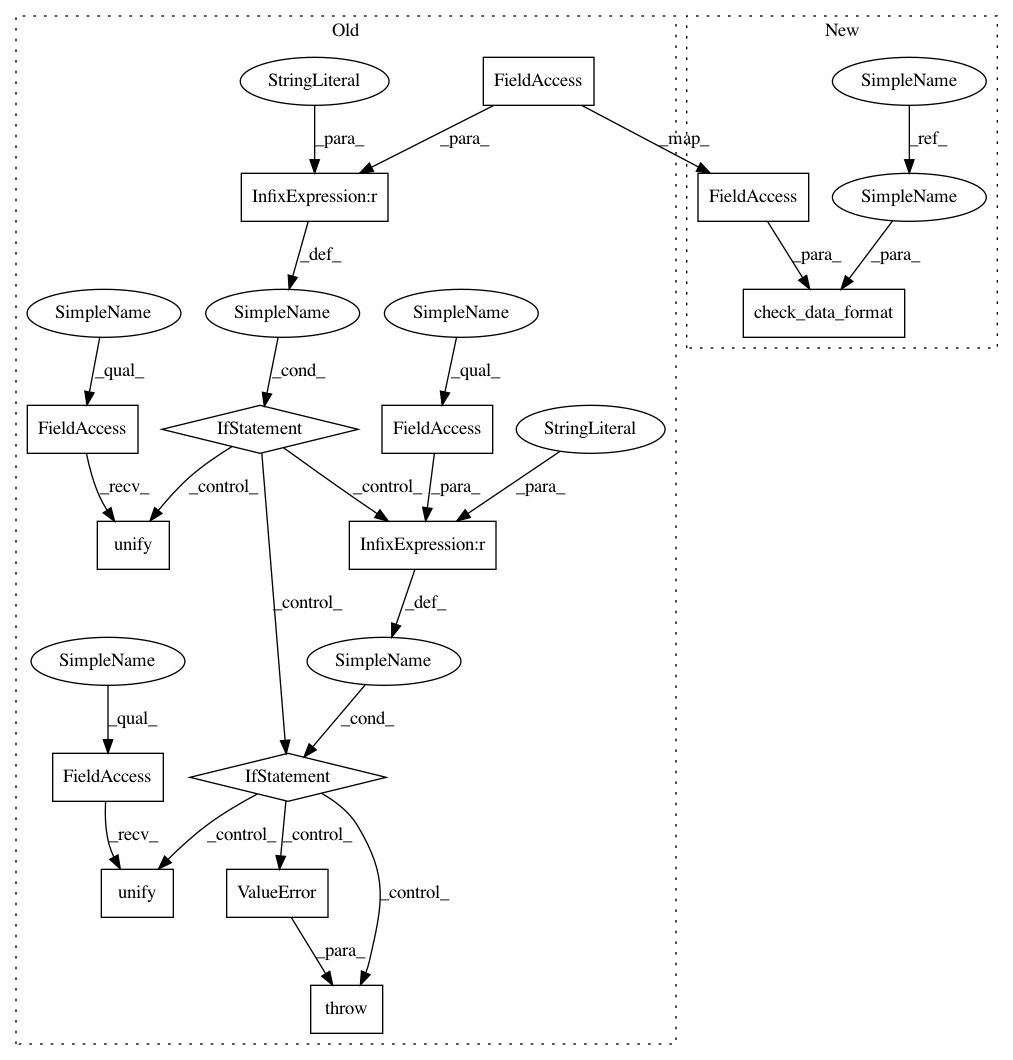 Old
New
StringLiteral
FieldAccess
SimpleName
_para_
_para_
_map_
_ref_
InfixExpression:r
FieldAccess
SimpleName
_def_
_para_
_para_
SimpleName
SimpleName
SimpleName
check_data_format
_qual_
_cond_
_qual_
FieldAccess
IfStatement
FieldAccess
StringLiteral
_recv_
_control_
_control_
_para_
_para_
unify
InfixExpression:r
_control_
_def_
SimpleName
SimpleName
_qual_
_cond_
FieldAccess
IfStatement
_recv_
_control_
_control_
unify
ValueError
_control_
_para_
throw